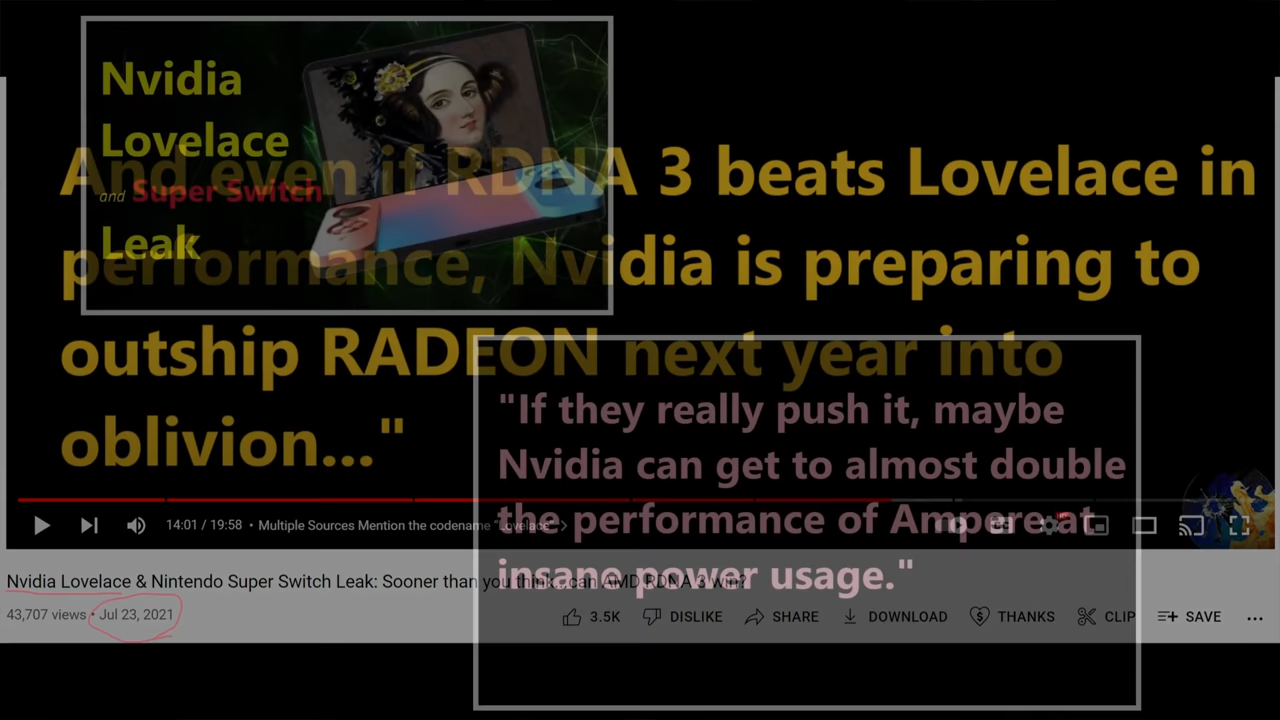 Nvidia
Lovelace
and Super Switch
Leak
And even if RDNA 3 beats Lovelace in
performance, Nvidia is preparing to
outship RADEON next year into
oblivion..."
"If they really push it, maybe
Nvidia can get to almost double
the performance of Ampere at
insane power usage."
14:01 / 19:58 • Multiple Sources Mention the codename "Lovelace" >
Nvidia Lovelace & Nintendo Super Switch Leak: Sooner than you think...can AMD RDNA 3 win?
43,707 views • Jul 23, 2021
3.5K DISLIKE SHARE DOWNLOAD THANKS CLIP SAVE ...